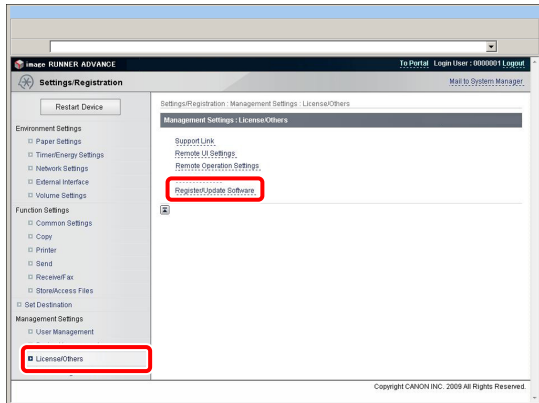 image RUNNER ADVANCE
To Portal Login User : 0000001 Logout
Settings/Registration
Mail to System Manager
Restart Device
Settings/Registration : Management Settings : License/Others
Management Settings : License/Others
Environment Settings
Paper Settings
Timer/Energy Settings
Network Settings
External Interface
Volume Settings
Support Link
Remote UI Settings
Remote Operation Settings
Register/Update Software
Function Settings
Common Settings
Copy
Printer
Send
Receive/Fax
Store/Access Files
Set Destination
Management Settings
User Management
License/Others
Copyright CANON INC. 2009 All Rights Reserved.